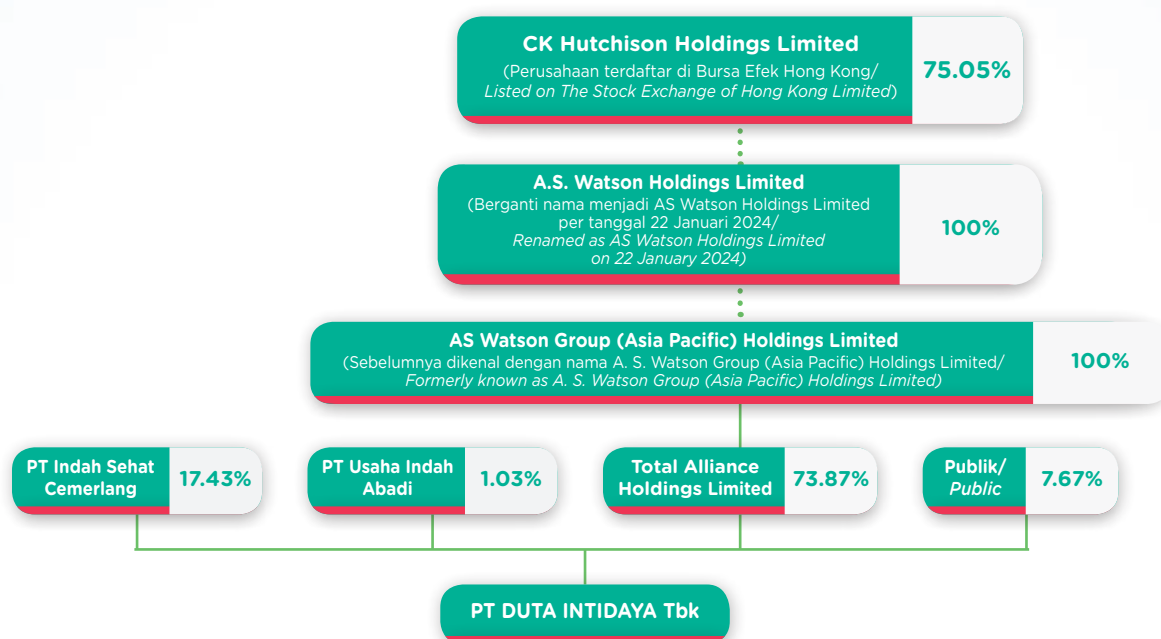 CK Hutchison Holdings Limited
(Perusahaan terdaftar di Bursa Efek Hong Kong/
Listed on The Stock Exchange of Hong Kong Limited)
75.05%
A.S. Watson Holdings Limited
(Berganti nama menjadi AS Watson Holdings Limited
per tanggal 22 Januari 2024/
Renamed as AS Watson Holdings Limited
on 22 January 2024)
100%
AS Watson Group (Asia Pacific) Holdings Limited
(Sebelumnya dikenal dengan nama A. S. Watson Group (Asia Pacific) Holdings Limited/
Formerly known as A. S. Watson Group (Asia Pacific) Holdings Limited)
100%
PT Indah Sehat
Cemerlang
17.43%
PT Usaha Indah
Abadi
1.03%
Total Alliance
Holdings Limited
73.87%
Publik/
Public
7.67%
PT DUTA INTIDAYA Tbk